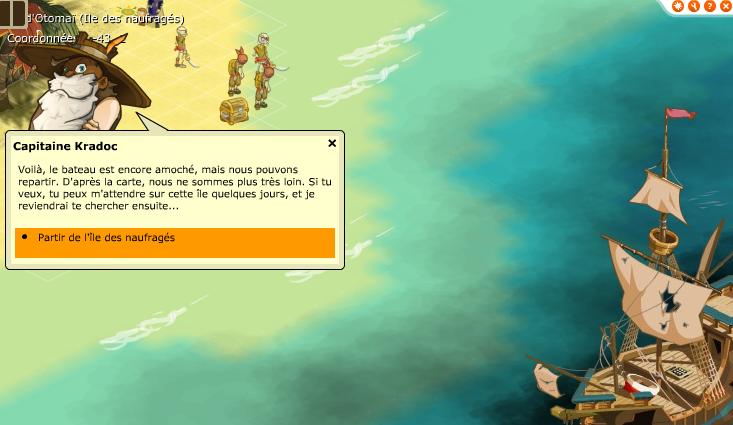 d'Otomaï (Ile des naufragés)
Coordonnée -43
Capitaine Kradoc
Voilà, le bateau est encore amoché, mais nous pouvons
repartir. D'après la carte, nous ne sommes plus très loin. Si tu
veux, tu peux m'attendre sur cette île quelques jours, et je
reviendrai te chercher ensuite...
Partir de l'île des naufragés